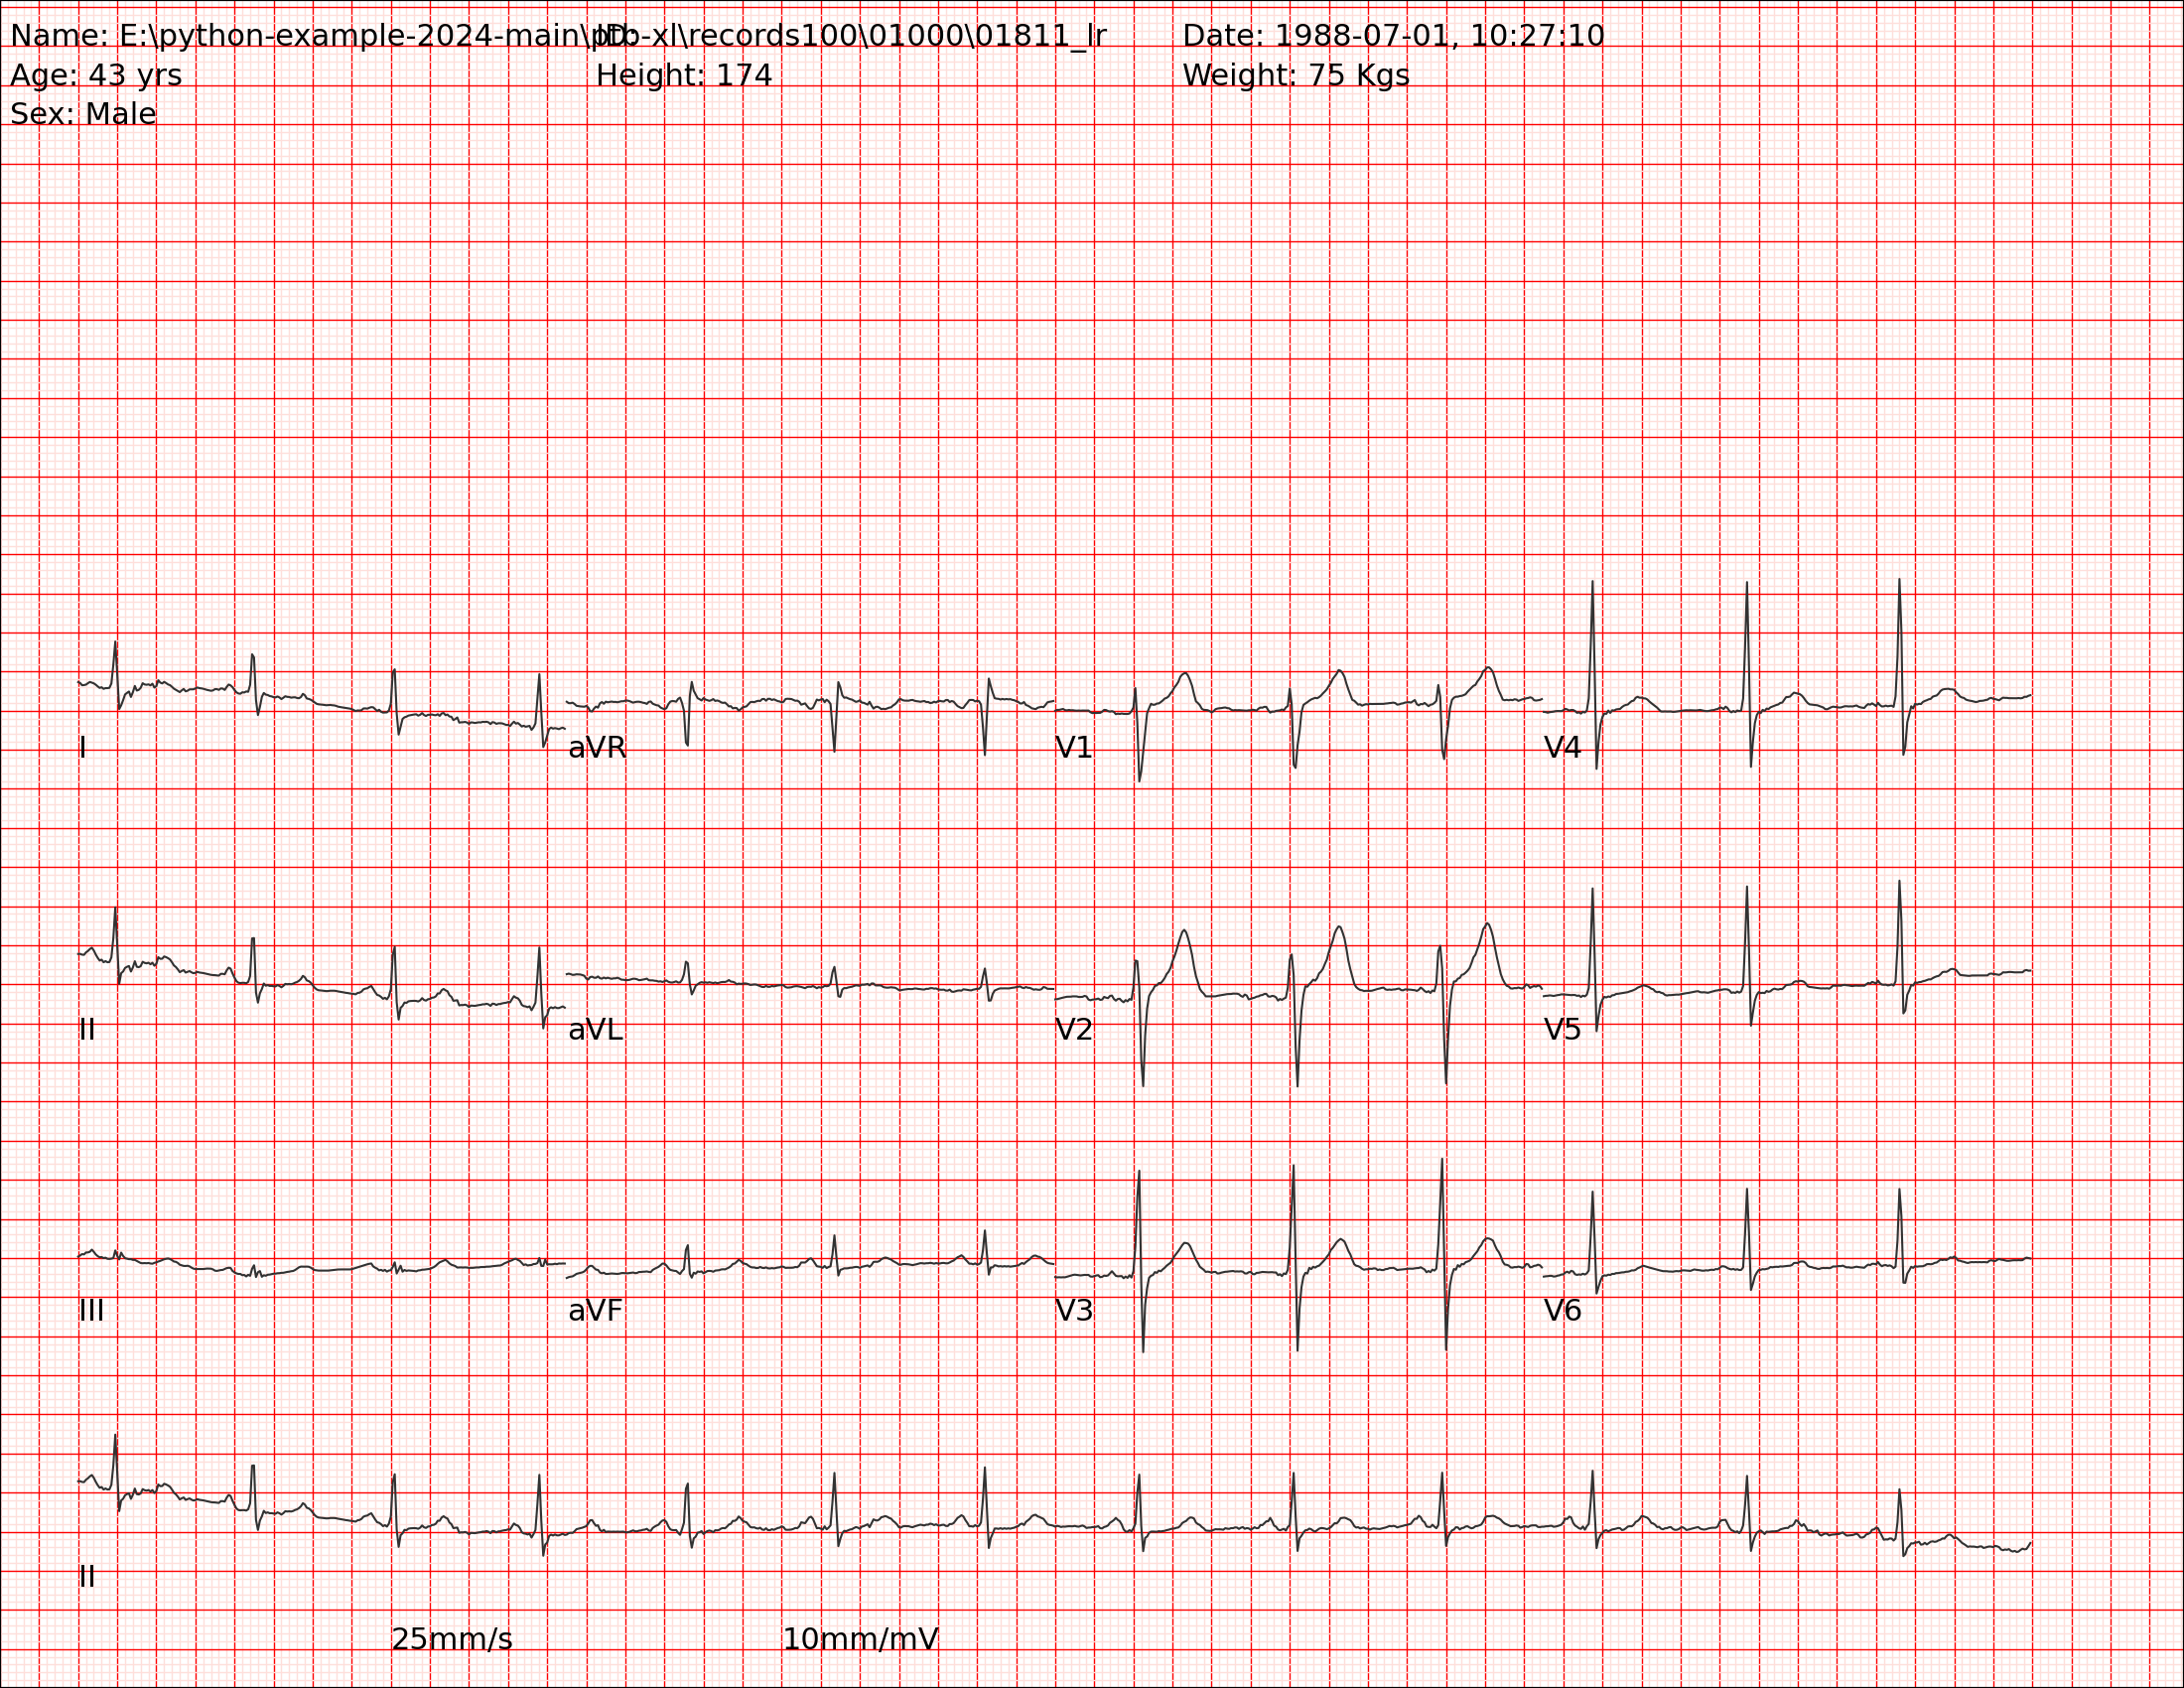 Name: E:\python-example-2024-main\ptb-xl\records100\01000\01811_lr ID: Date: 1988-07-01, 10:27:10
Age: 43 yrs Height: 174 Weight: 75 Kgs
Sex: Male
I aVR V1 V4
II aVL V2 V5
III aVF V3 V6
II
25mm/s 10mm/mV